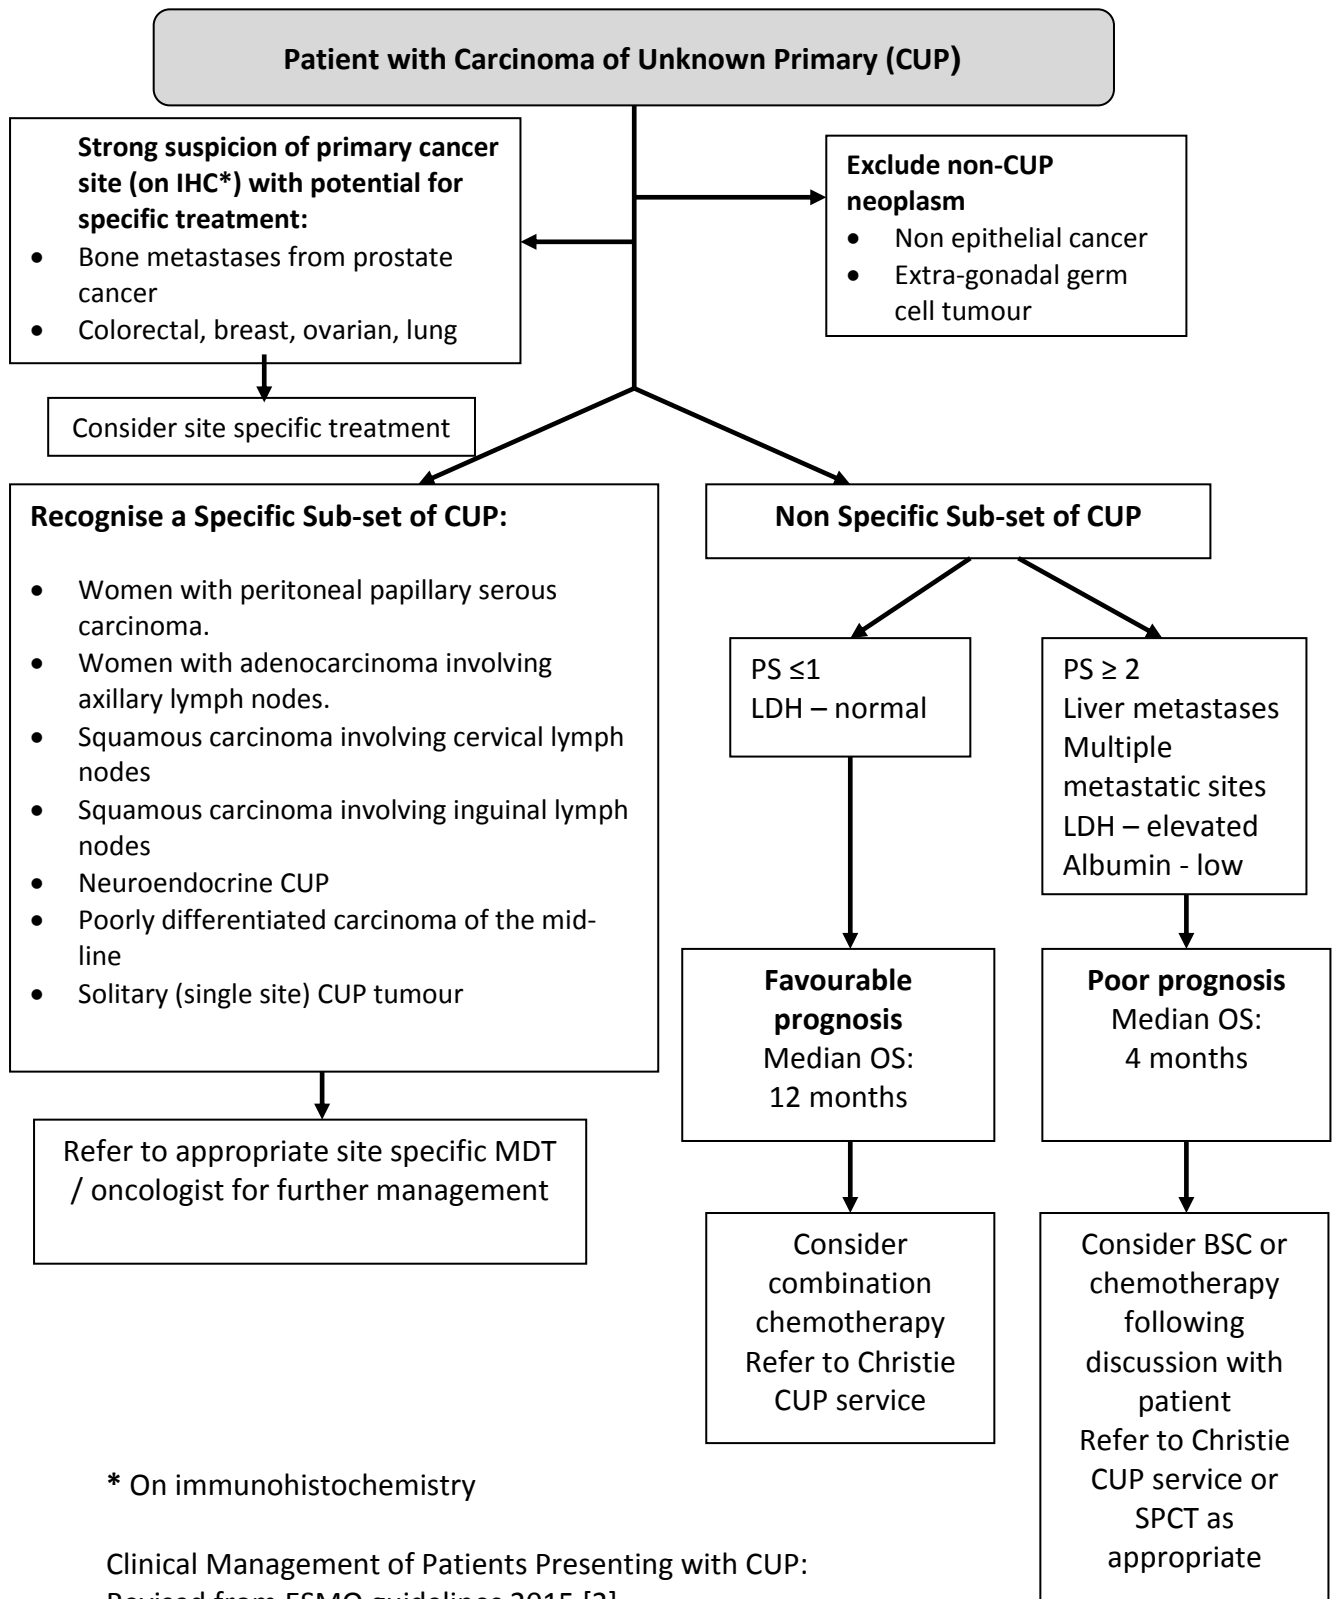 Patient with Carcinoma of Unknown Primary (CUP)
Strong suspicion of primary cancer
site (on IHC*) with potential for
specific treatment:
• Bone metastases from prostate
cancer
• Colorectal, breast, ovarian, lung
Exclude non-CUP
neoplasm
• Non epithelial cancer
• Extra-gonadal germ
cell tumour
Consider site specific treatment
Recognise a Specific Sub-set of CUP:
• Women with peritoneal papillary serous
carcinoma.
• Women with adenocarcinoma involving
axillary lymph nodes.
• Squamous carcinoma involving cervical lymph
nodes
• Squamous carcinoma involving inguinal lymph
nodes
• Neuroendocrine CUP
• Poorly differentiated carcinoma of the mid-
line
• Solitary (single site) CUP tumour
Refer to appropriate site specific MDT
/ oncologist for further management
Non Specific Sub-set of CUP
PS ≤1
LDH – normal
PS ≥ 2
Liver metastases
Multiple
metastatic sites
LDH – elevated
Albumin - low
Favourable
prognosis
Median OS:
12 months
Poor prognosis
Median OS:
4 months
Consider
combination
chemotherapy
Refer to Christie
CUP service
Consider BSC or
chemotherapy
following
discussion with
patient
Refer to Christie
CUP service or
SPCT as
appropriate
* On immunohistochemistry
Clinical Management of Patients Presenting with CUP:
Revised from ESMO guidelines 2015 [2]